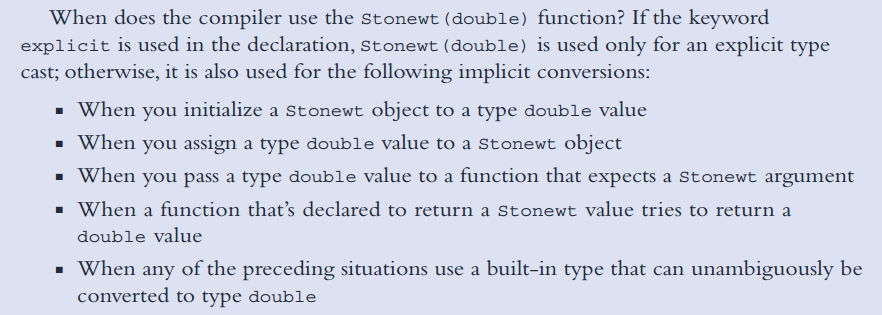 When does the compiler use the Stonewt(double) function? If the keyword
explicit is used in the declaration, Stonewt(double) is used only for an explicit type
cast; otherwise, it is also used for the following implicit conversions:
▪ When you initialize a Stonewt object to a type double value
▪ When you assign a type double value to a Stonewt object
▪ When you pass a type double value to a function that expects a Stonewt argument
▪ When a function that’s declared to return a Stonewt value tries to return a
double value
▪ When any of the preceding situations use a built-in type that can unambiguously be
converted to type double